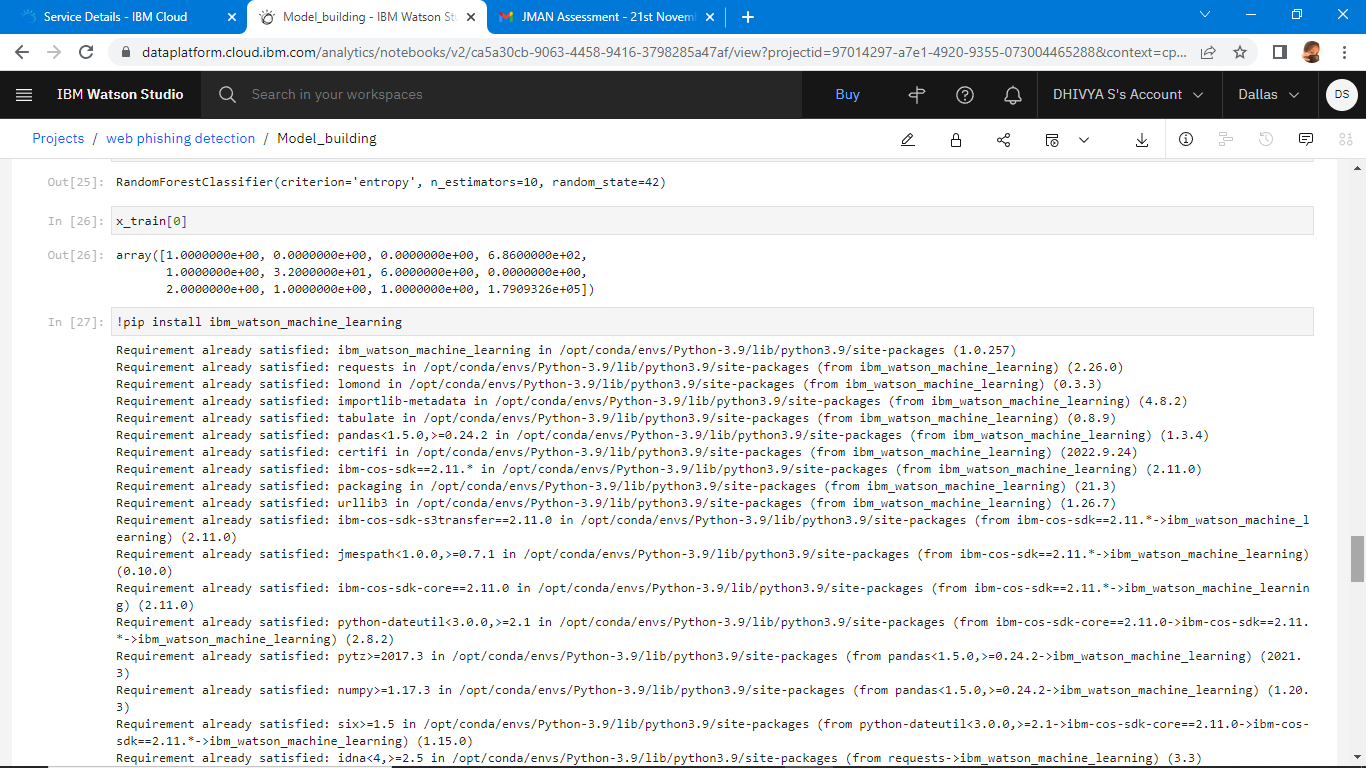 Service Details - IBM Cloud
Model_building - IBM Watson Stu
JMAN Assessment - 21st Novem
dataplatform.cloud.ibm.com/analytics/notebooks/v2/ca5a30cb-9063-4458-9416-3798285a47af/view?projectid=97014297-a7e1-4920-9355-073004465288&context=cp...
IBM Watson Studio
Search in your workspaces
Buy
DHIVYA S's Account
Dallas
DS
Projects / web phishing detection / Model_building
Out[25]: RandomForestClassifier(criterion='entropy', n_estimators=10, random_state=42)
In [26]: x_train[0]
Out[26]: array([1.0000000e+00, 0.0000000e+00, 0.0000000e+00, 6.8600000e+02,
1.0000000e+00, 3.2000000e+01, 6.0000000e+00, 0.0000000e+00,
2.0000000e+00, 1.0000000e+00, 1.0000000e+00, 1.7909326e+05])
In [27]: !pip install ibm_watson_machine_learning
Requirement already satisfied: ibm_watson_machine_learning in /opt/conda/envs/Python-3.9/lib/python3.9/site-packages (1.0.257)
Requirement already satisfied: requests in /opt/conda/envs/Python-3.9/lib/python3.9/site-packages (from ibm_watson_machine_learning) (2.26.0)
Requirement already satisfied: lomond in /opt/conda/envs/Python-3.9/lib/python3.9/site-packages (from ibm_watson_machine_learning) (0.3.3)
Requirement already satisfied: importlib-metadata in /opt/conda/envs/Python-3.9/lib/python3.9/site-packages (from ibm_watson_machine_learning) (4.8.2)
Requirement already satisfied: tabulate in /opt/conda/envs/Python-3.9/lib/python3.9/site-packages (from ibm_watson_machine_learning) (0.8.9)
Requirement already satisfied: pandas<1.5.0,>=0.24.2 in /opt/conda/envs/Python-3.9/lib/python3.9/site-packages (from ibm_watson_machine_learning) (1.3.4)
Requirement already satisfied: certifi in /opt/conda/envs/Python-3.9/lib/python3.9/site-packages (from ibm_watson_machine_learning) (2022.9.24)
Requirement already satisfied: ibm-cos-sdk==2.11.* in /opt/conda/envs/Python-3.9/lib/python3.9/site-packages (from ibm_watson_machine_learning) (2.11.0)
Requirement already satisfied: packaging in /opt/conda/envs/Python-3.9/lib/python3.9/site-packages (from ibm_watson_machine_learning) (21.3)
Requirement already satisfied: urllib3 in /opt/conda/envs/Python-3.9/lib/python3.9/site-packages (from ibm_watson_machine_learning) (1.26.7)
Requirement already satisfied: ibm-cos-sdk-s3transfer==2.11.0 in /opt/conda/envs/Python-3.9/lib/python3.9/site-packages (from ibm-cos-sdk==2.11.*->ibm_watson_machine_l
earning) (2.11.0)
Requirement already satisfied: jmespath<1.0.0,>=0.7.1 in /opt/conda/envs/Python-3.9/lib/python3.9/site-packages (from ibm-cos-sdk==2.11.*->ibm_watson_machine_learning)
(0.10.0)
Requirement already satisfied: ibm-cos-sdk-core==2.11.0 in /opt/conda/envs/Python-3.9/lib/python3.9/site-packages (from ibm-cos-sdk==2.11.*->ibm_watson_machine_learnin
g) (2.11.0)
Requirement already satisfied: python-dateutil<3.0.0,>=2.1 in /opt/conda/envs/Python-3.9/lib/python3.9/site-packages (from ibm-cos-sdk-core==2.11.0->ibm-cos-sdk==2.11.
*->ibm_watson_machine_learning) (2.8.2)
Requirement already satisfied: pytz>=2017.3 in /opt/conda/envs/Python-3.9/lib/python3.9/site-packages (from pandas<1.5.0,>=0.24.2->ibm_watson_machine_learning) (2021.
3)
Requirement already satisfied: numpy>=1.17.3 in /opt/conda/envs/Python-3.9/lib/python3.9/site-packages (from pandas<1.5.0,>=0.24.2->ibm_watson_machine_learning) (1.20.
3)
Requirement already satisfied: six>=1.5 in /opt/conda/envs/Python-3.9/lib/python3.9/site-packages (from python-dateutil<3.0.0,>=2.1->ibm-cos-sdk-core==2.11.0->ibm-cos-
sdk==2.11.*->ibm_watson_machine_learning) (1.15.0)
Requirement already satisfied: idna<4,>=2.5 in /opt/conda/envs/Python-3.9/lib/python3.9/site-packages (from requests->ibm_watson_machine_learning) (3.3)